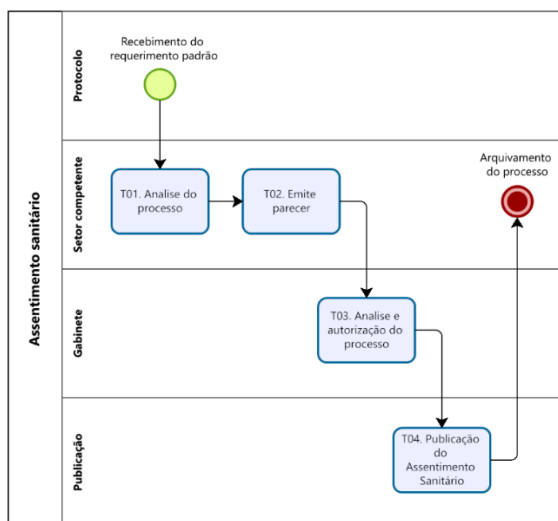 Assentimento sanitário
Protocolo
Recebimento do
requerimento padrão
Setor competente
T01. Analise do
processo
T02. Emite
parecer
Arquivamento
do processo
Gabinete
T03. Analise e
autorização do
processo
Publicação
T04. Publicação
do
Assentimento
Sanitário